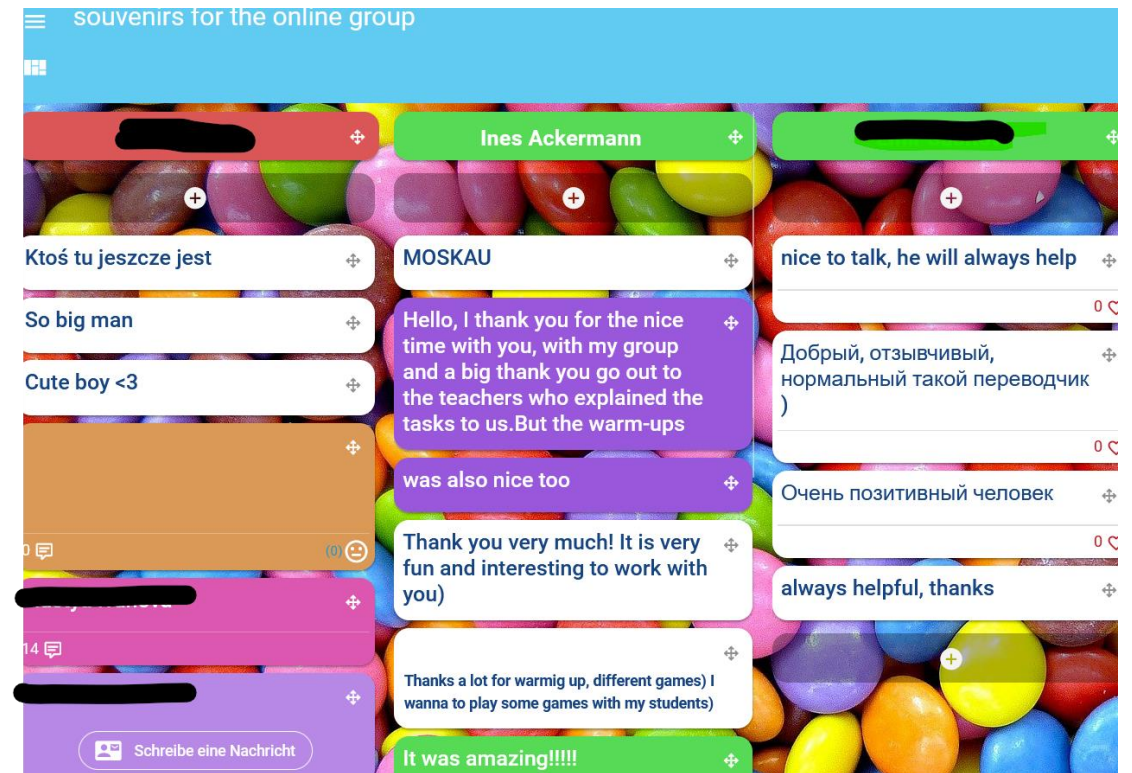 souvenirs for the online group
Ktoś tu jeszcze jest
So big man
Cute boy <3
0
(0)
14
Schreibe eine Nachricht
Ines Ackermann
MOSKAU
Hello, I thank you for the nice
time with you, with my group
and a big thank you go out to
the teachers who explained the
tasks to us.But the warm-ups
was also nice too
Thank you very much! It is very
fun and interesting to work with
you)
Thanks a lot for warmig up, different games) I
wanna to play some games with my students)
It was amazing!!!!!
nice to talk, he will always help
0
Добрый, отзывчивый,
нормальный такой переводчик
)
0
Очень позитивный человек
0
always helpful, thanks